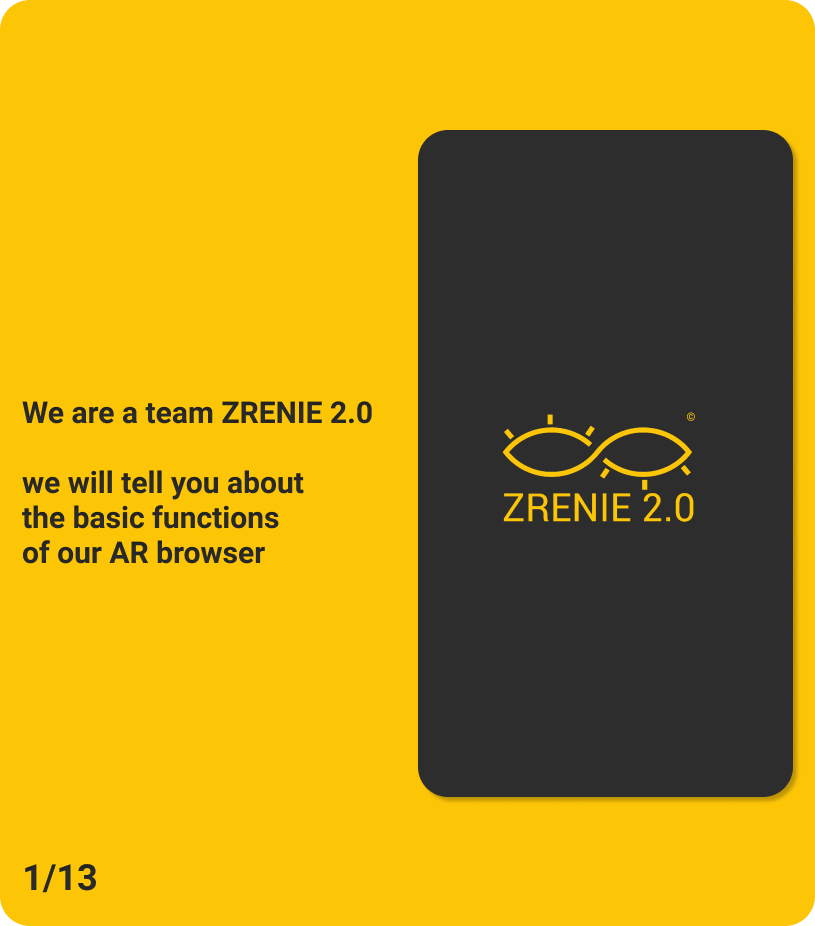 We are a team ZRENIE 2.0
we will tell you about
the basic functions
of our AR browser
©
ZRENIE 2.0
1/13